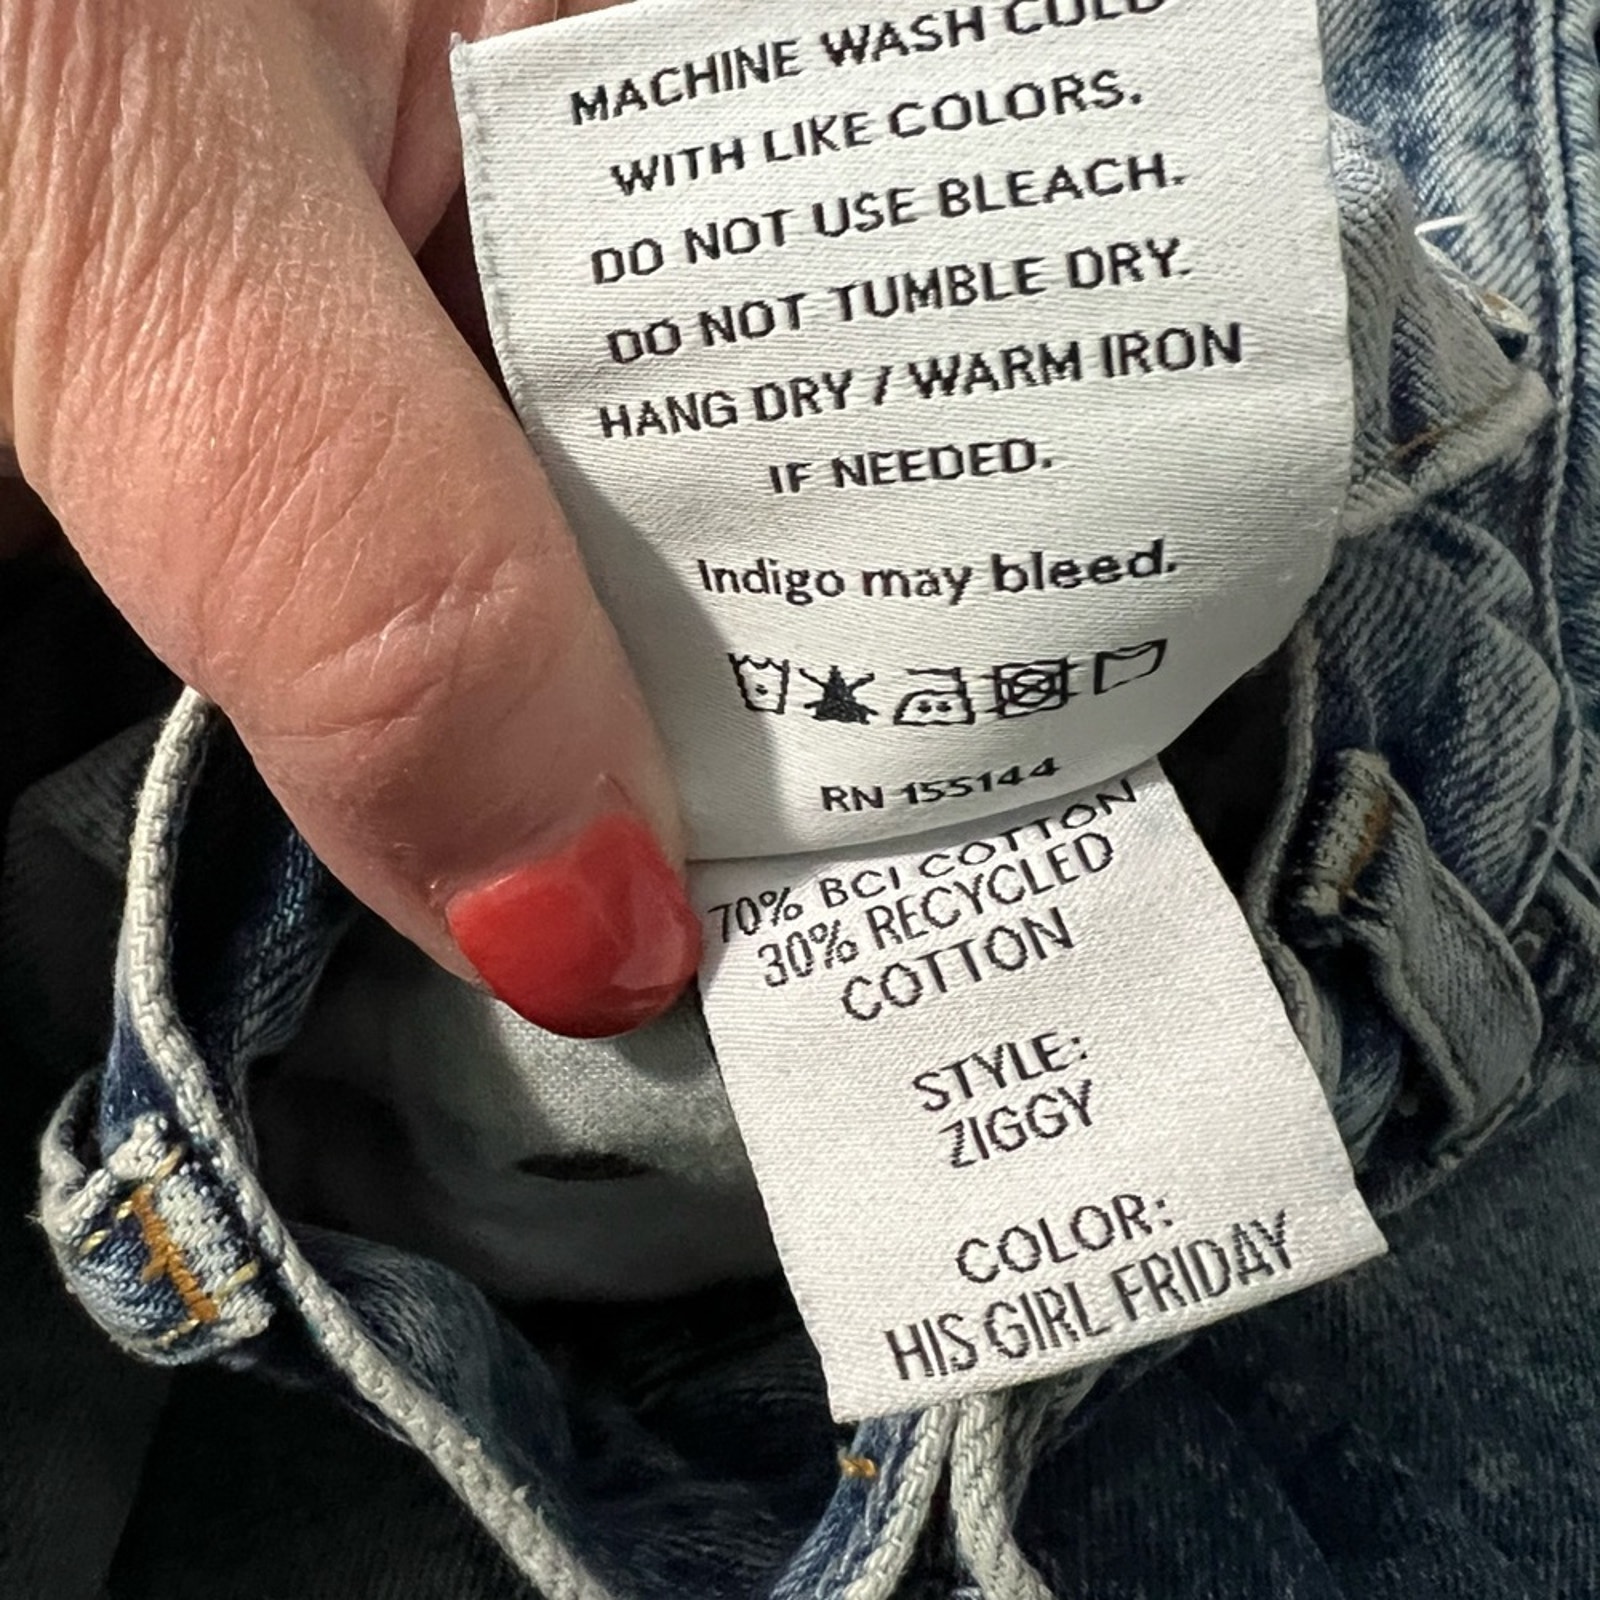 MACHINE WASH COLD
WITH LIKE COLORS.
DO NOT USE BLEACH.
DO NOT TUMBLE DRY.
HANG DRY / WARM IRON
IF NEEDED.
Indigo may bleed.
RN 155144
70% BCI COTTON
30% RECYCLED
COTTON
STYLE:
ZIGGY
COLOR:
HIS GIRL FRIDAY